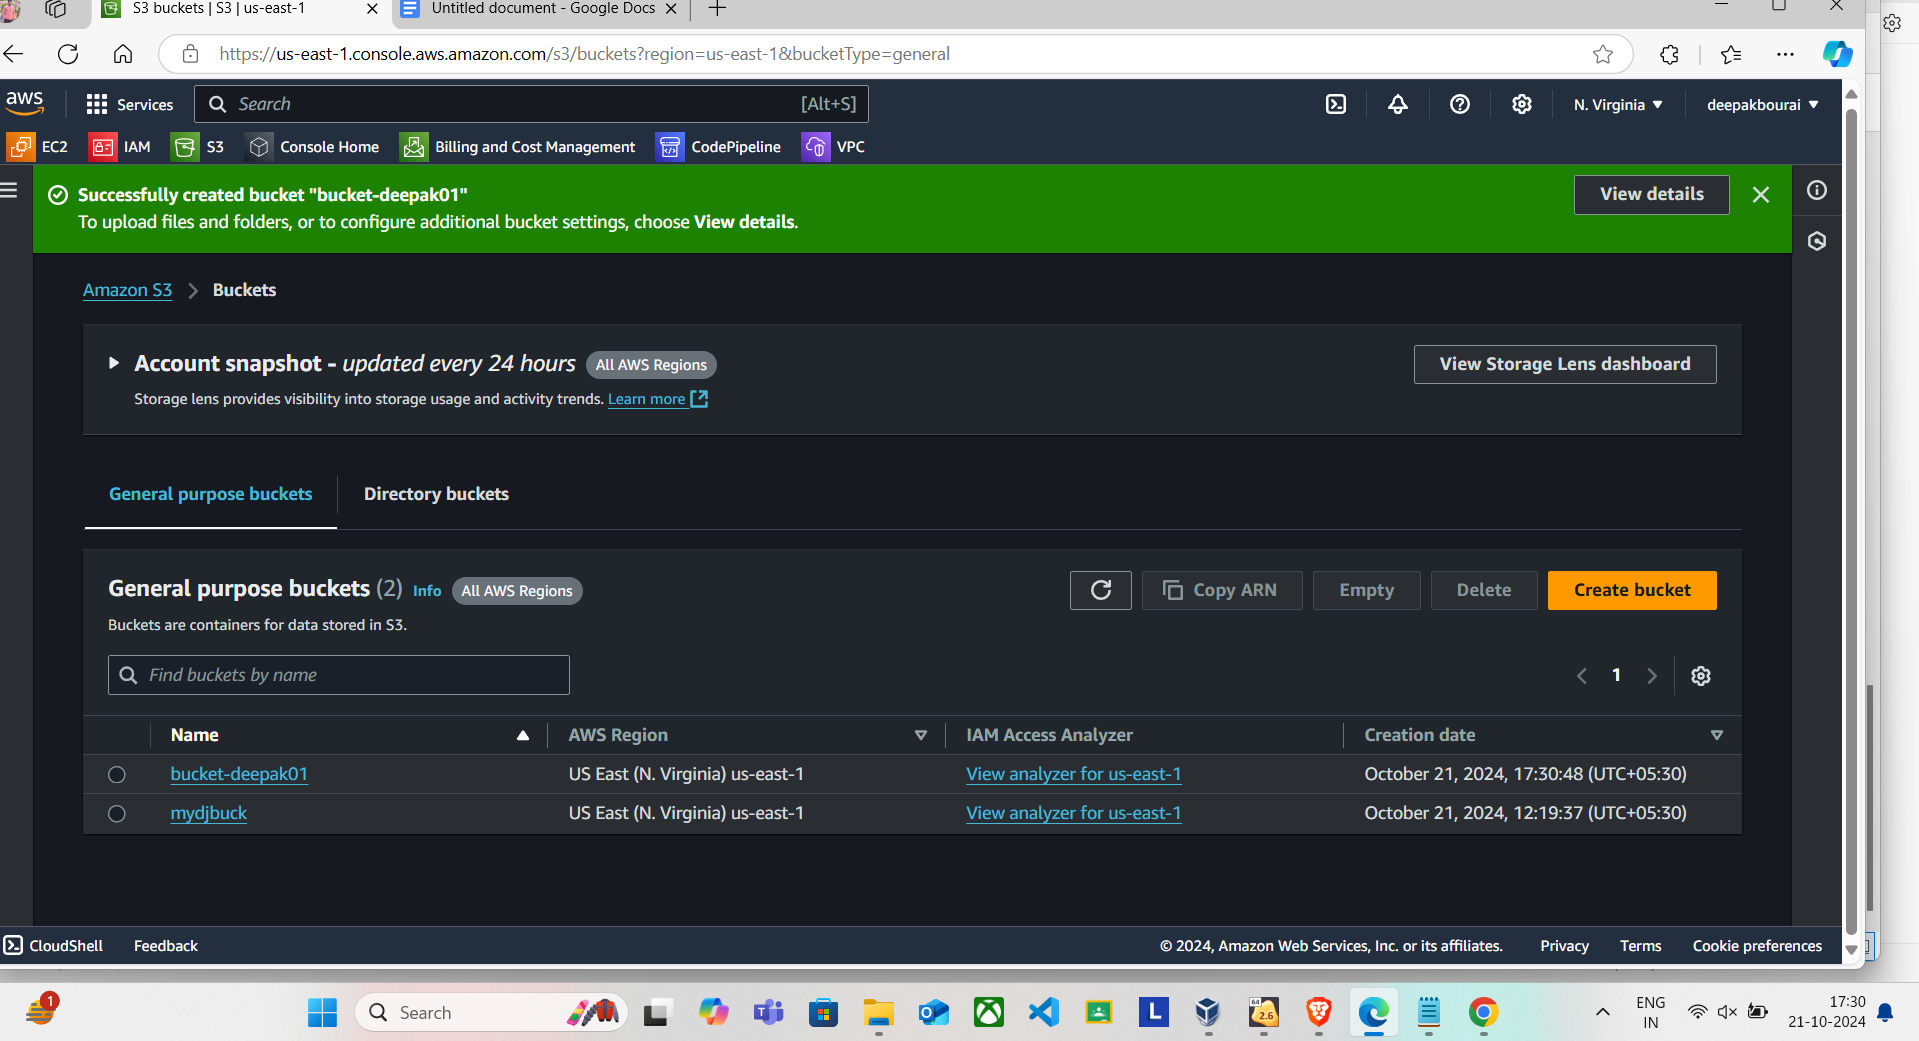 S3 buckets | S3 | us-east-1
Untitled document - Google Docs
https://us-east-1.console.aws.amazon.com/s3/buckets?region=us-east-1&bucketType=general
aws
Services
Search
[Alt+S]
N. Virginia
deepakbourai
EC2
IAM
S3
Console Home
Billing and Cost Management
CodePipeline
VPC
Successfully created bucket "bucket-deepak01"
To upload files and folders, or to configure additional bucket settings, choose View details.
View details
Amazon S3
Buckets
Account snapshot - updated every 24 hours
All AWS Regions
Storage lens provides visibility into storage usage and activity trends. Learn more
View Storage Lens dashboard
General purpose buckets
Directory buckets
General purpose buckets (2) Info
All AWS Regions
Buckets are containers for data stored in S3.
Copy ARN
Empty
Delete
Create bucket
Find buckets by name
1
Name
AWS Region
IAM Access Analyzer
Creation date
bucket-deepak01
US East (N. Virginia) us-east-1
View analyzer for us-east-1
October 21, 2024, 17:30:48 (UTC+05:30)
mydjbuck
US East (N. Virginia) us-east-1
View analyzer for us-east-1
October 21, 2024, 12:19:37 (UTC+05:30)
CloudShell
Feedback
© 2024, Amazon Web Services, Inc. or its affiliates.
Privacy
Terms
Cookie preferences
1
Search
L
64
2.6
ENG
IN
17:30
21-10-2024